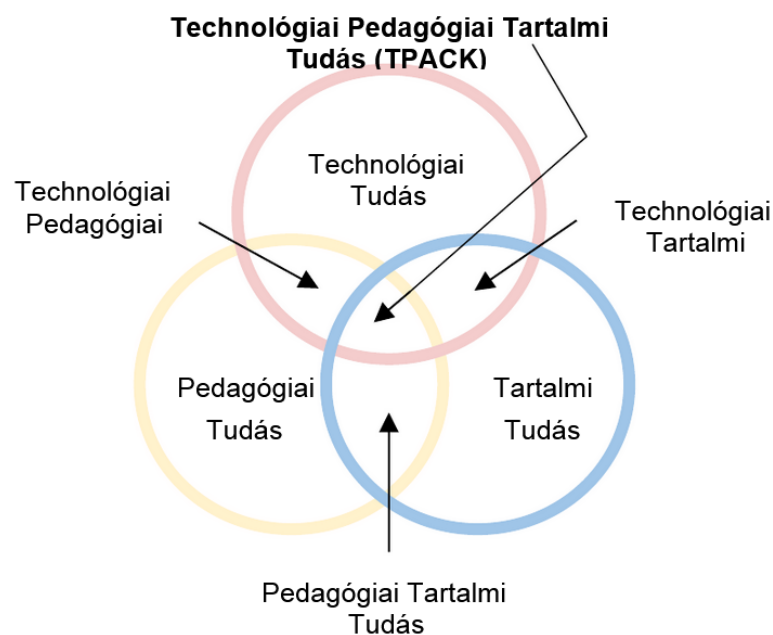 Technológiai Pedagógiai Tartalmi
Tudás (TPACK)
Technológiai
Tudás
Technológiai
Pedagógiai
Technológiai
Tartalmi
Pedagógiai
Tudás
Tartalmi
Tudás
Pedagógiai Tartalmi
Tudás